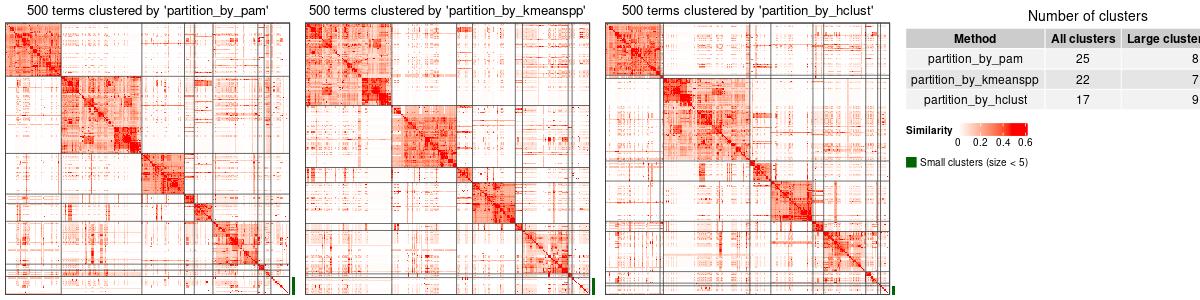 500 terms clustered by 'partition_by_pam'
500 terms clustered by 'partition_by_kmeanspp'
500 terms clustered by 'partition_by_hclust'
Number of clusters
Method All clusters Large cluster
partition_by_pam 25 8
partition_by_kmeanspp 22 7
partition_by_hclust 17 9
Similarity
0 0.2 0.4 0.6
Small clusters (size < 5)